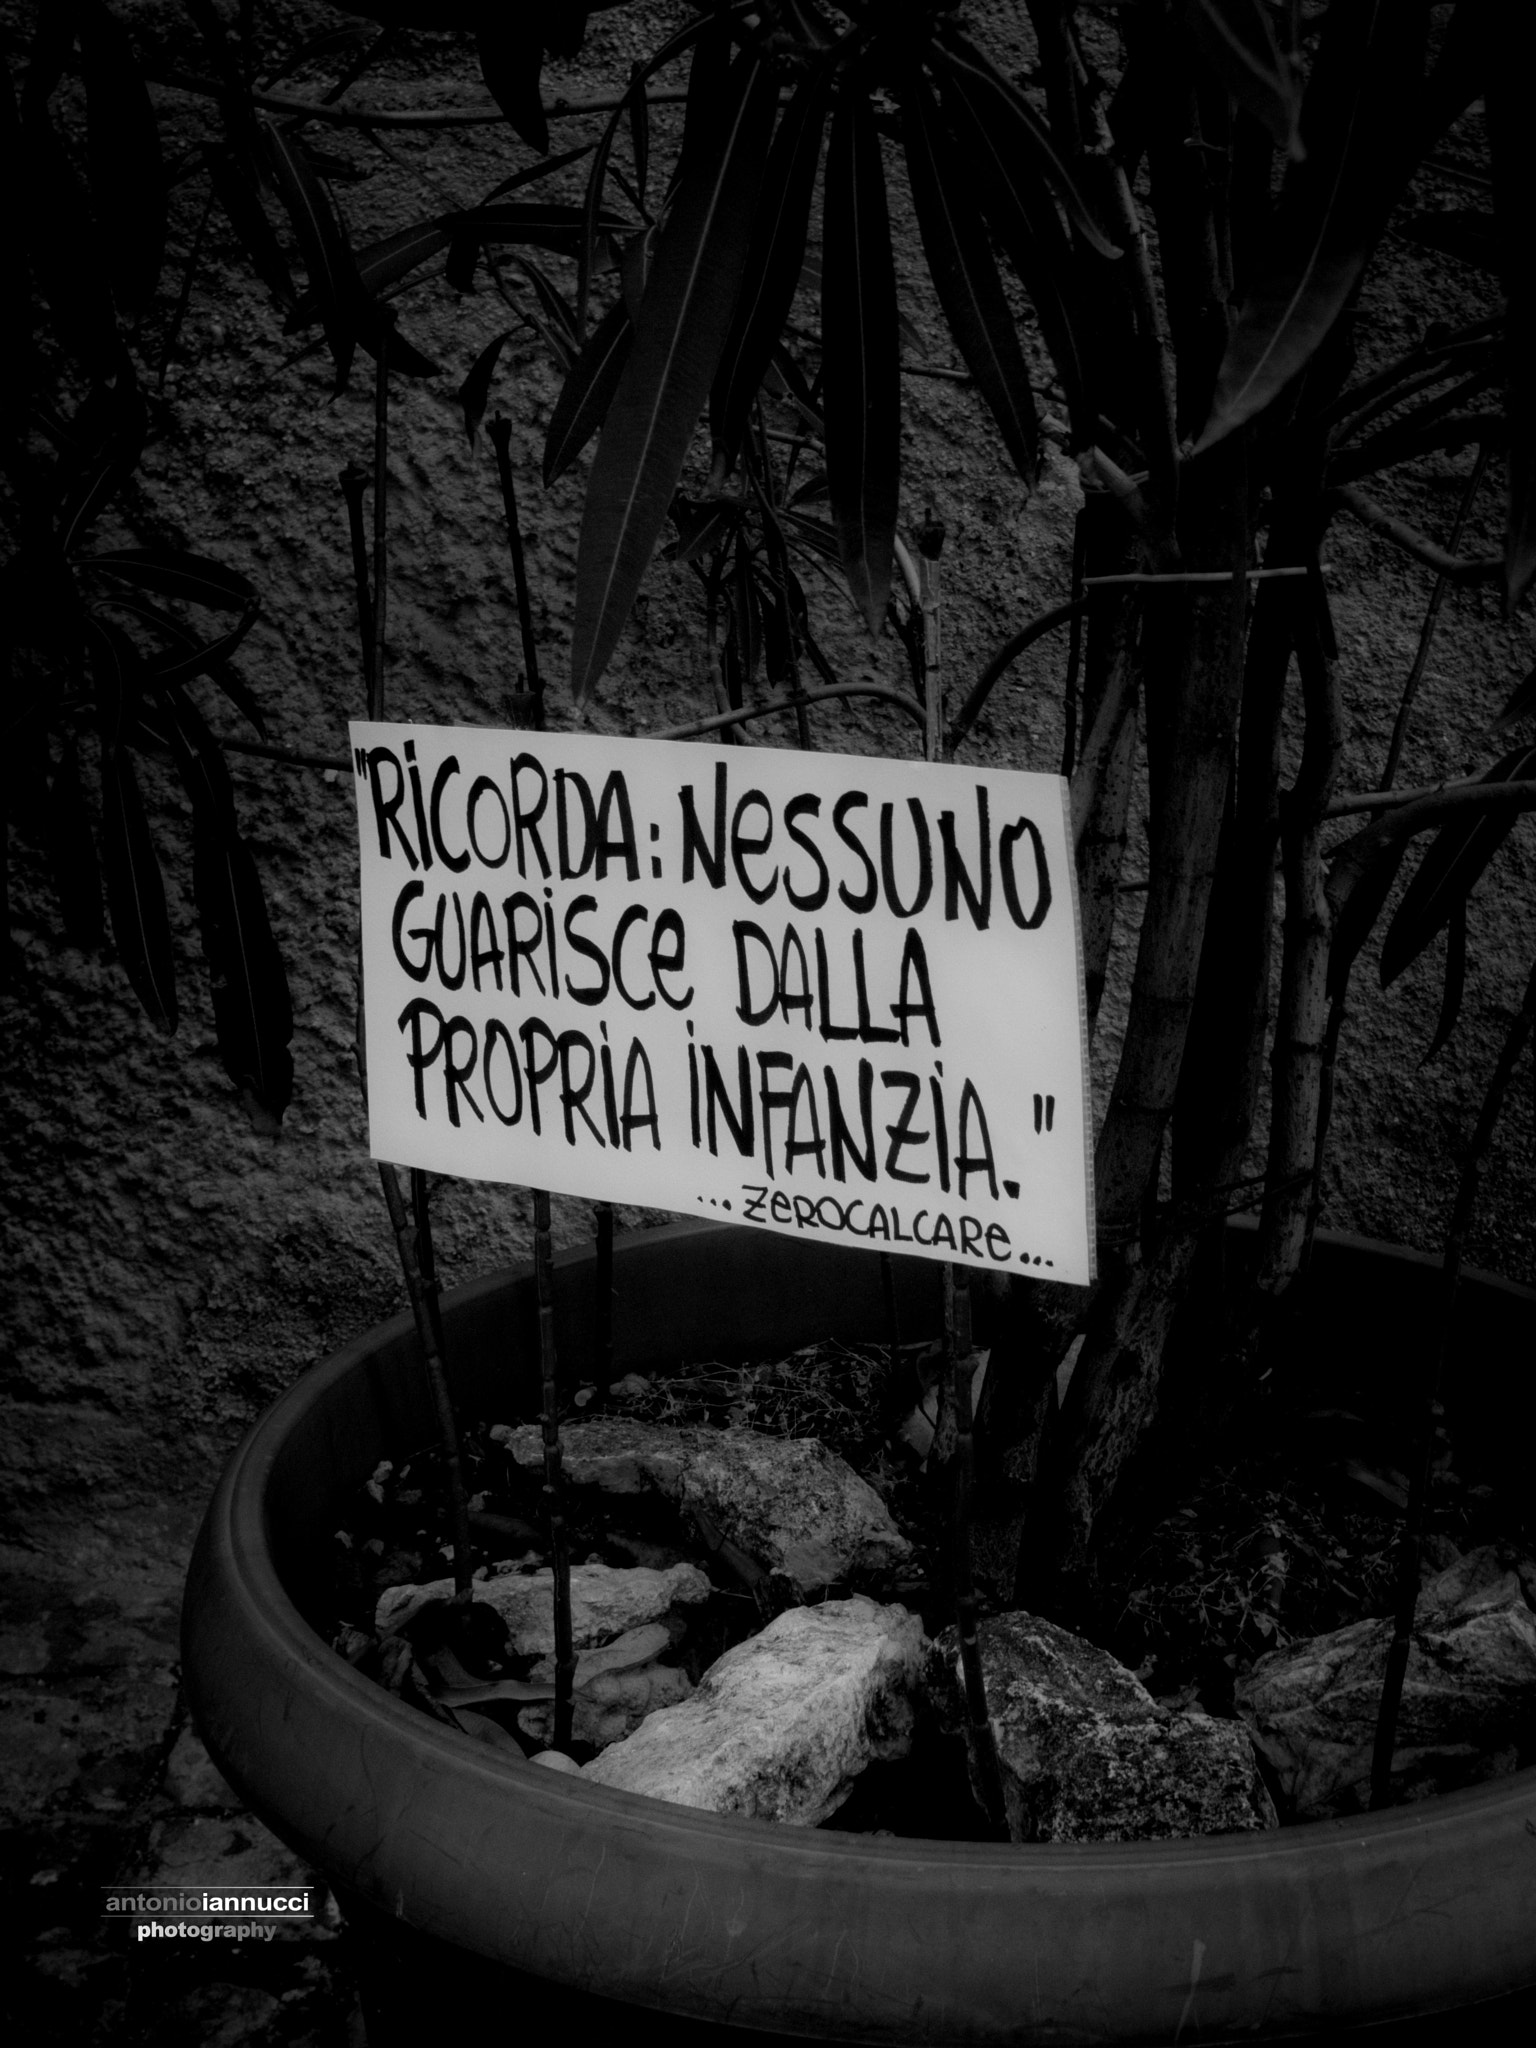 "RiCORDA: NeSSUNO
GUARiSCe DALLA
PROPRiA iNFANZiA."
...ZeROCALCARe...
antonioiannucci
photography